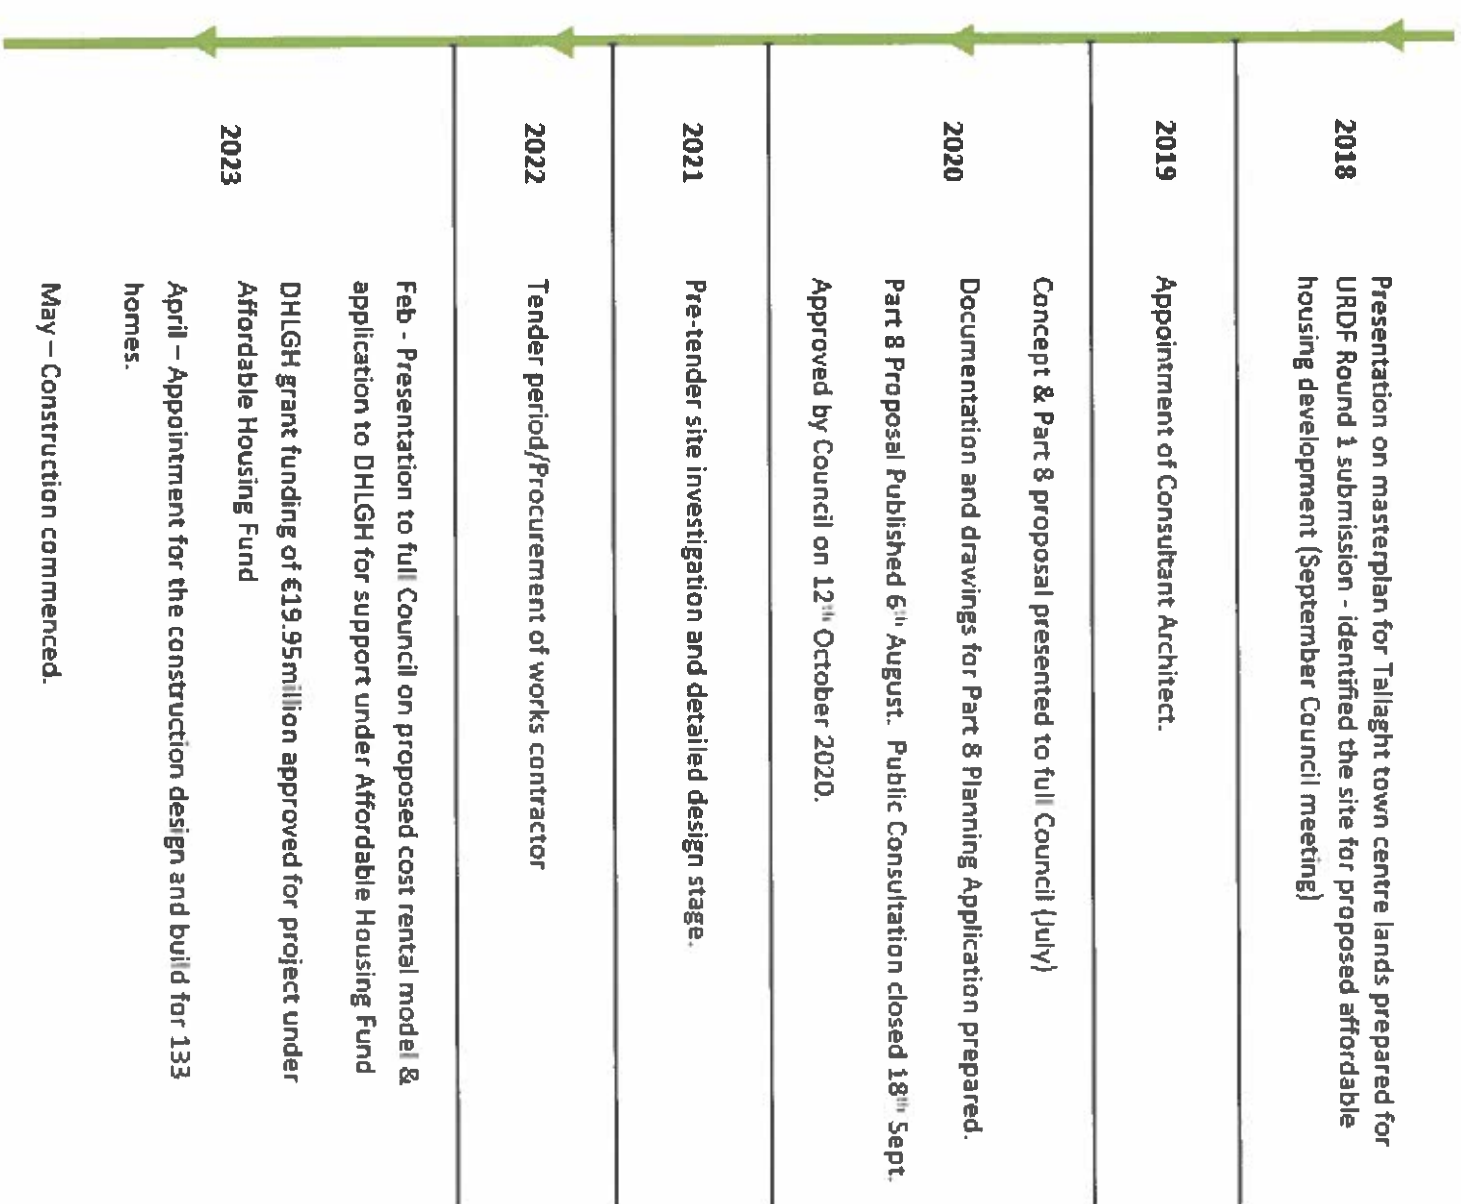 2018
Presentation on masterplan for Tallaght town centre lands prepared for
URDF Round 1 submission - identified the site for proposed affordable
housing development (September Council meeting)
2019
Appointment of Consultant Architect.
2020
Concept & Part 8 proposal presented to full Council (July)
Documentation and drawings for Part 8 Planning Application prepared.
Part 8 Proposal Published 6th August. Public Consultation closed 18th Sept.
Approved by Council on 12th October 2020.
2021
Pre-tender site investigation and detailed design stage.
2022
Tender period/Procurement of works contractor
2023
Feb - Presentation to full Council on proposed cost rental model &
application to DHLGH for support under Affordable Housing Fund
DHLGH grant funding of €19.95million approved for project under
Affordable Housing Fund
April – Appointment for the construction design and build for 133
homes.
May – Construction commenced.